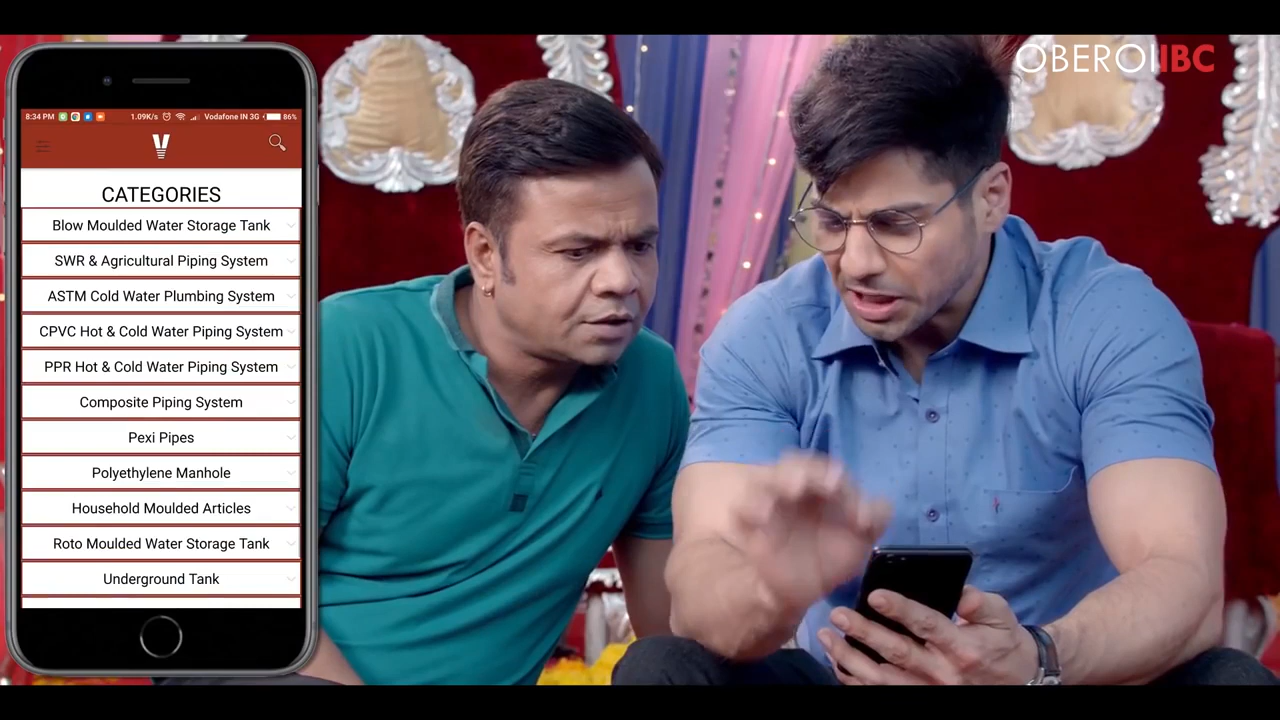 OBEROI IBC
8:34 PM 1.09K/s Vodafone IN 3G 86%
V
CATEGORIES
Blow Moulded Water Storage Tank
SWR & Agricultural Piping System
ASTM Cold Water Plumbing System
CPVC Hot & Cold Water Piping System
PPR Hot & Cold Water Piping System
Composite Piping System
Pexi Pipes
Polyethylene Manhole
Household Moulded Articles
Roto Moulded Water Storage Tank
Underground Tank